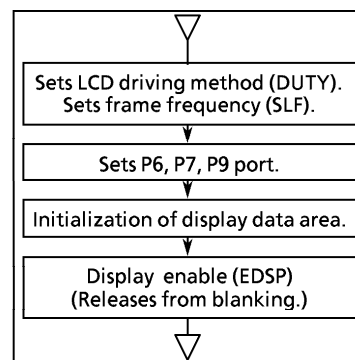 Sets LCD driving method (DUTY).
Sets frame frequency (SLF).
Sets P6, P7, P9 port.
Initialization of display data area.
Display enable (EDSP)
(Releases from blanking.)